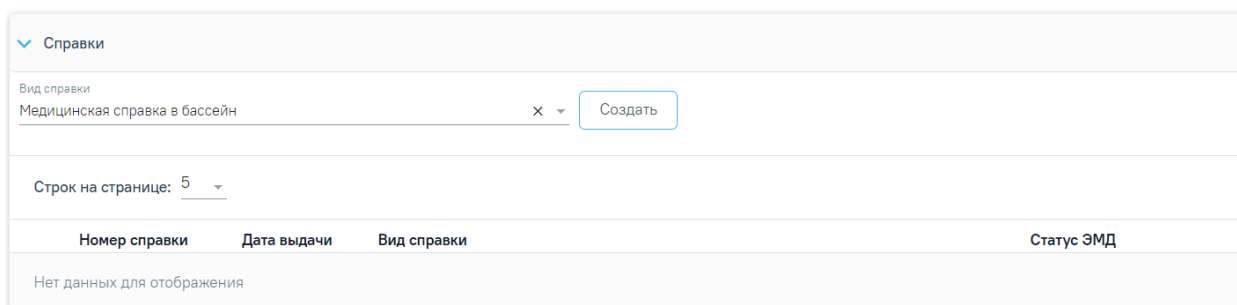 Справки
Вид справки
Медицинская справка в бассейн
Создать
Строк на странице: 5
Номер справки Дата выдачи Вид справки Статус ЭМД
Нет данных для отображения